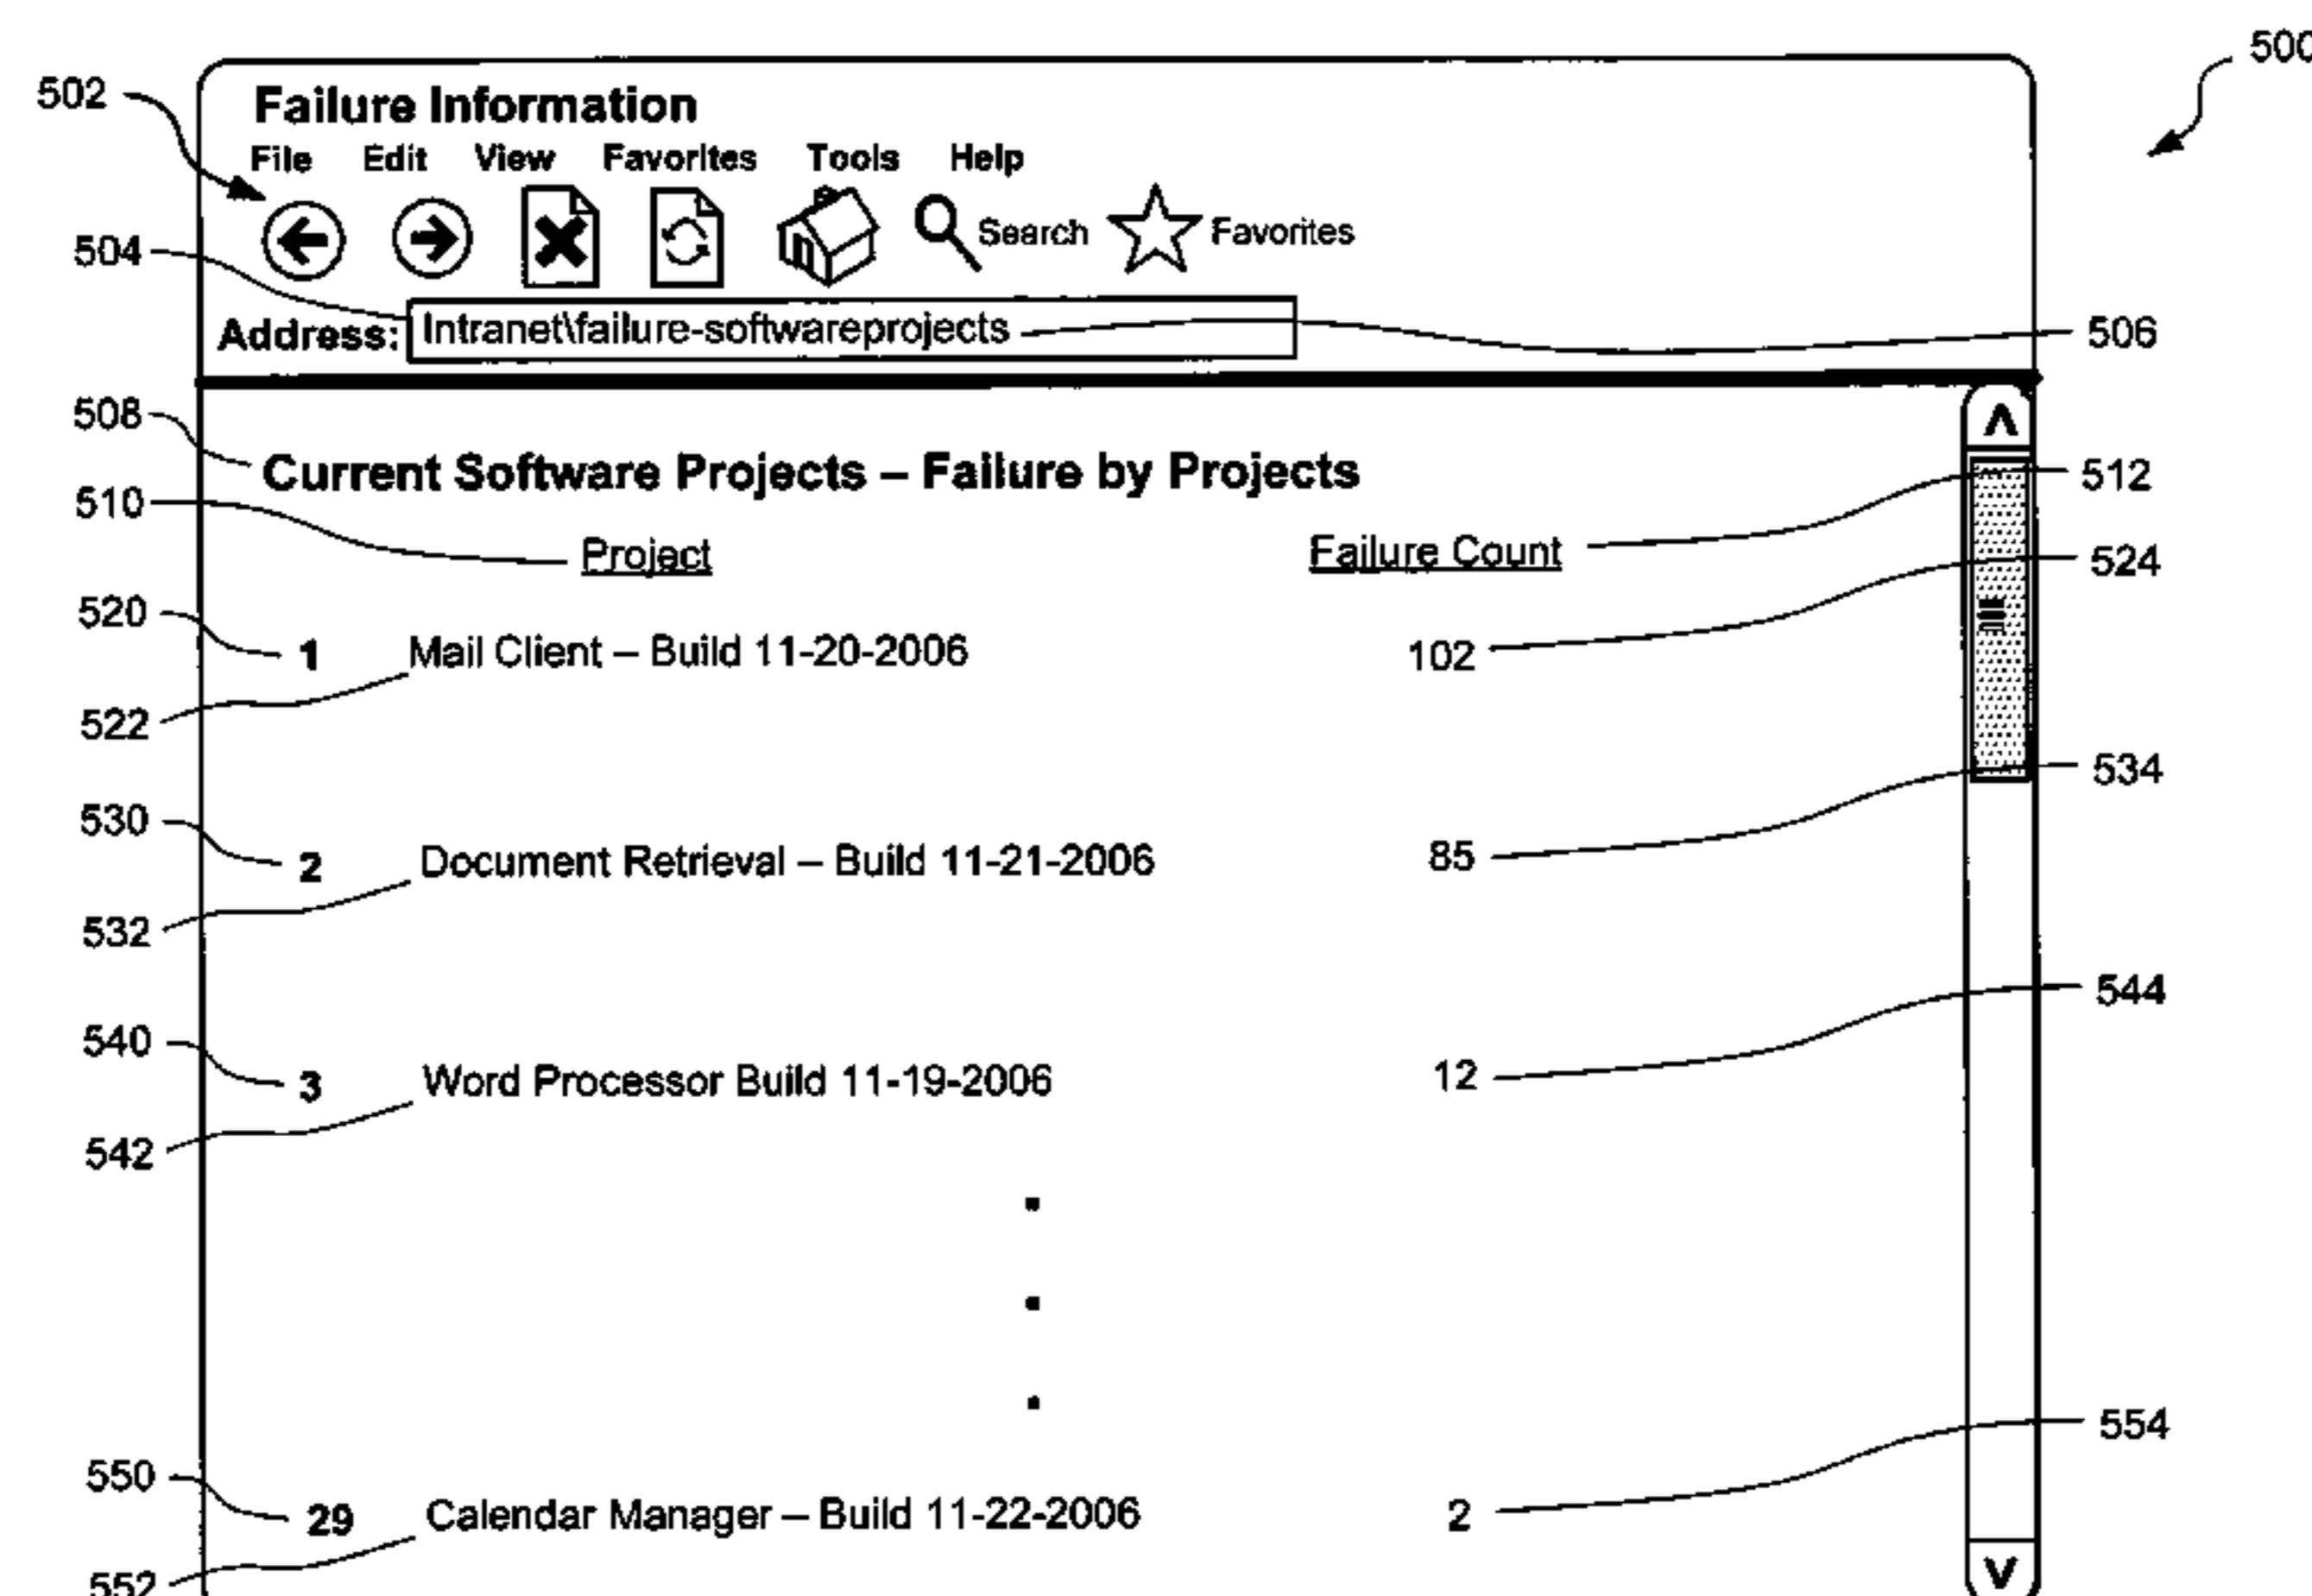 500
502
Failure Information
File Edit View Favorites Tools Help
504
Search Favorites
Address: Intranet\failure-softwareprojects
506
508
Current Software Projects – Failure by Projects
512
510
Project Failure Count
524
520
1 Mail Client – Build 11-20-2006 102
522
534
530
2 Document Retrieval – Build 11-21-2006 85
532
544
540
3 Word Processor Build 11-19-2006 12
542
554
550
29 Calendar Manager – Build 11-22-2006 2
552